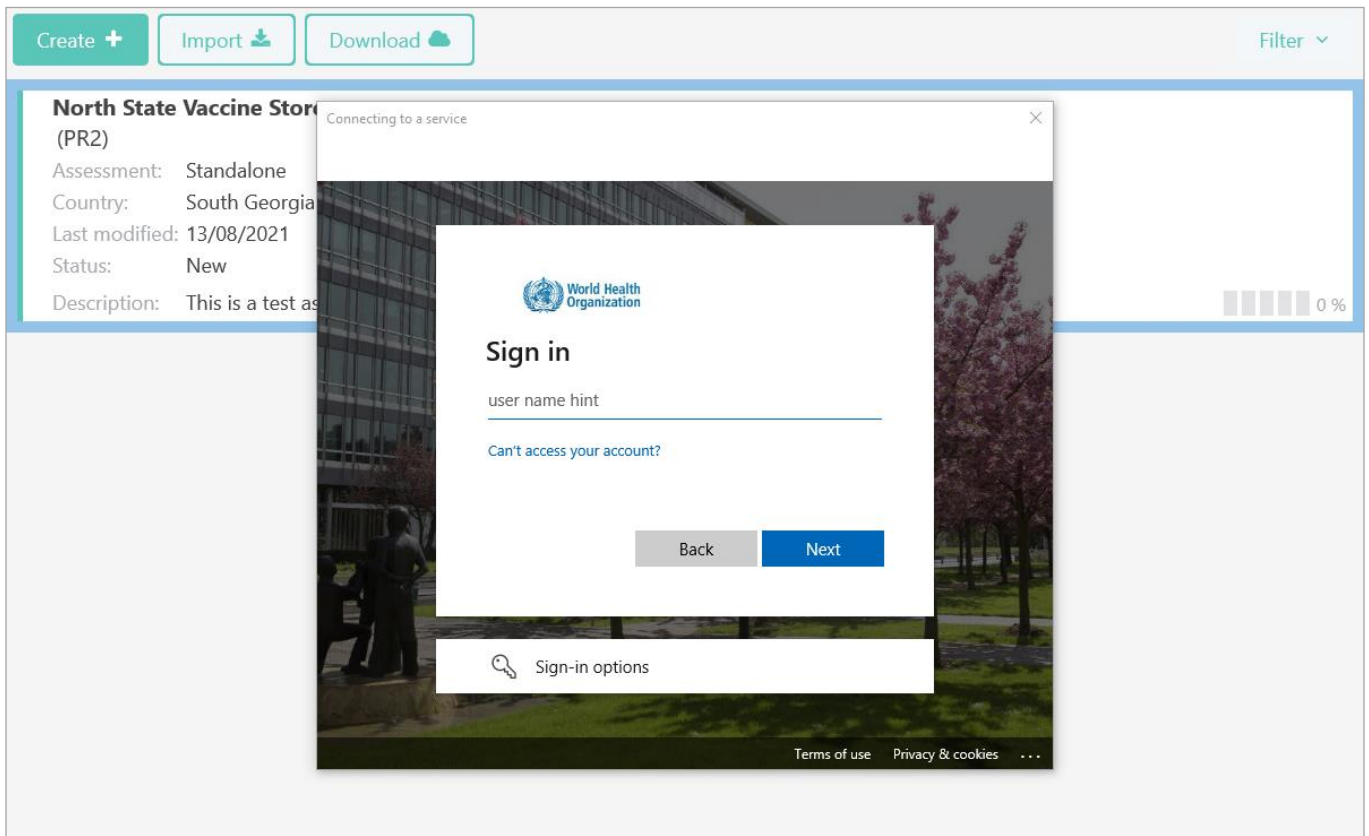 Create
Import
Download
Filter
North State Vaccine Store
(PR2)
Assessment: Standalone
Country: South Georgia
Last modified: 13/08/2021
Status: New
Description: This is a test as
0 %
Connecting to a service
World Health
Organization
Sign in
user name hint
Can't access your account?
Back Next
Sign-in options
Terms of use Privacy & cookies ...